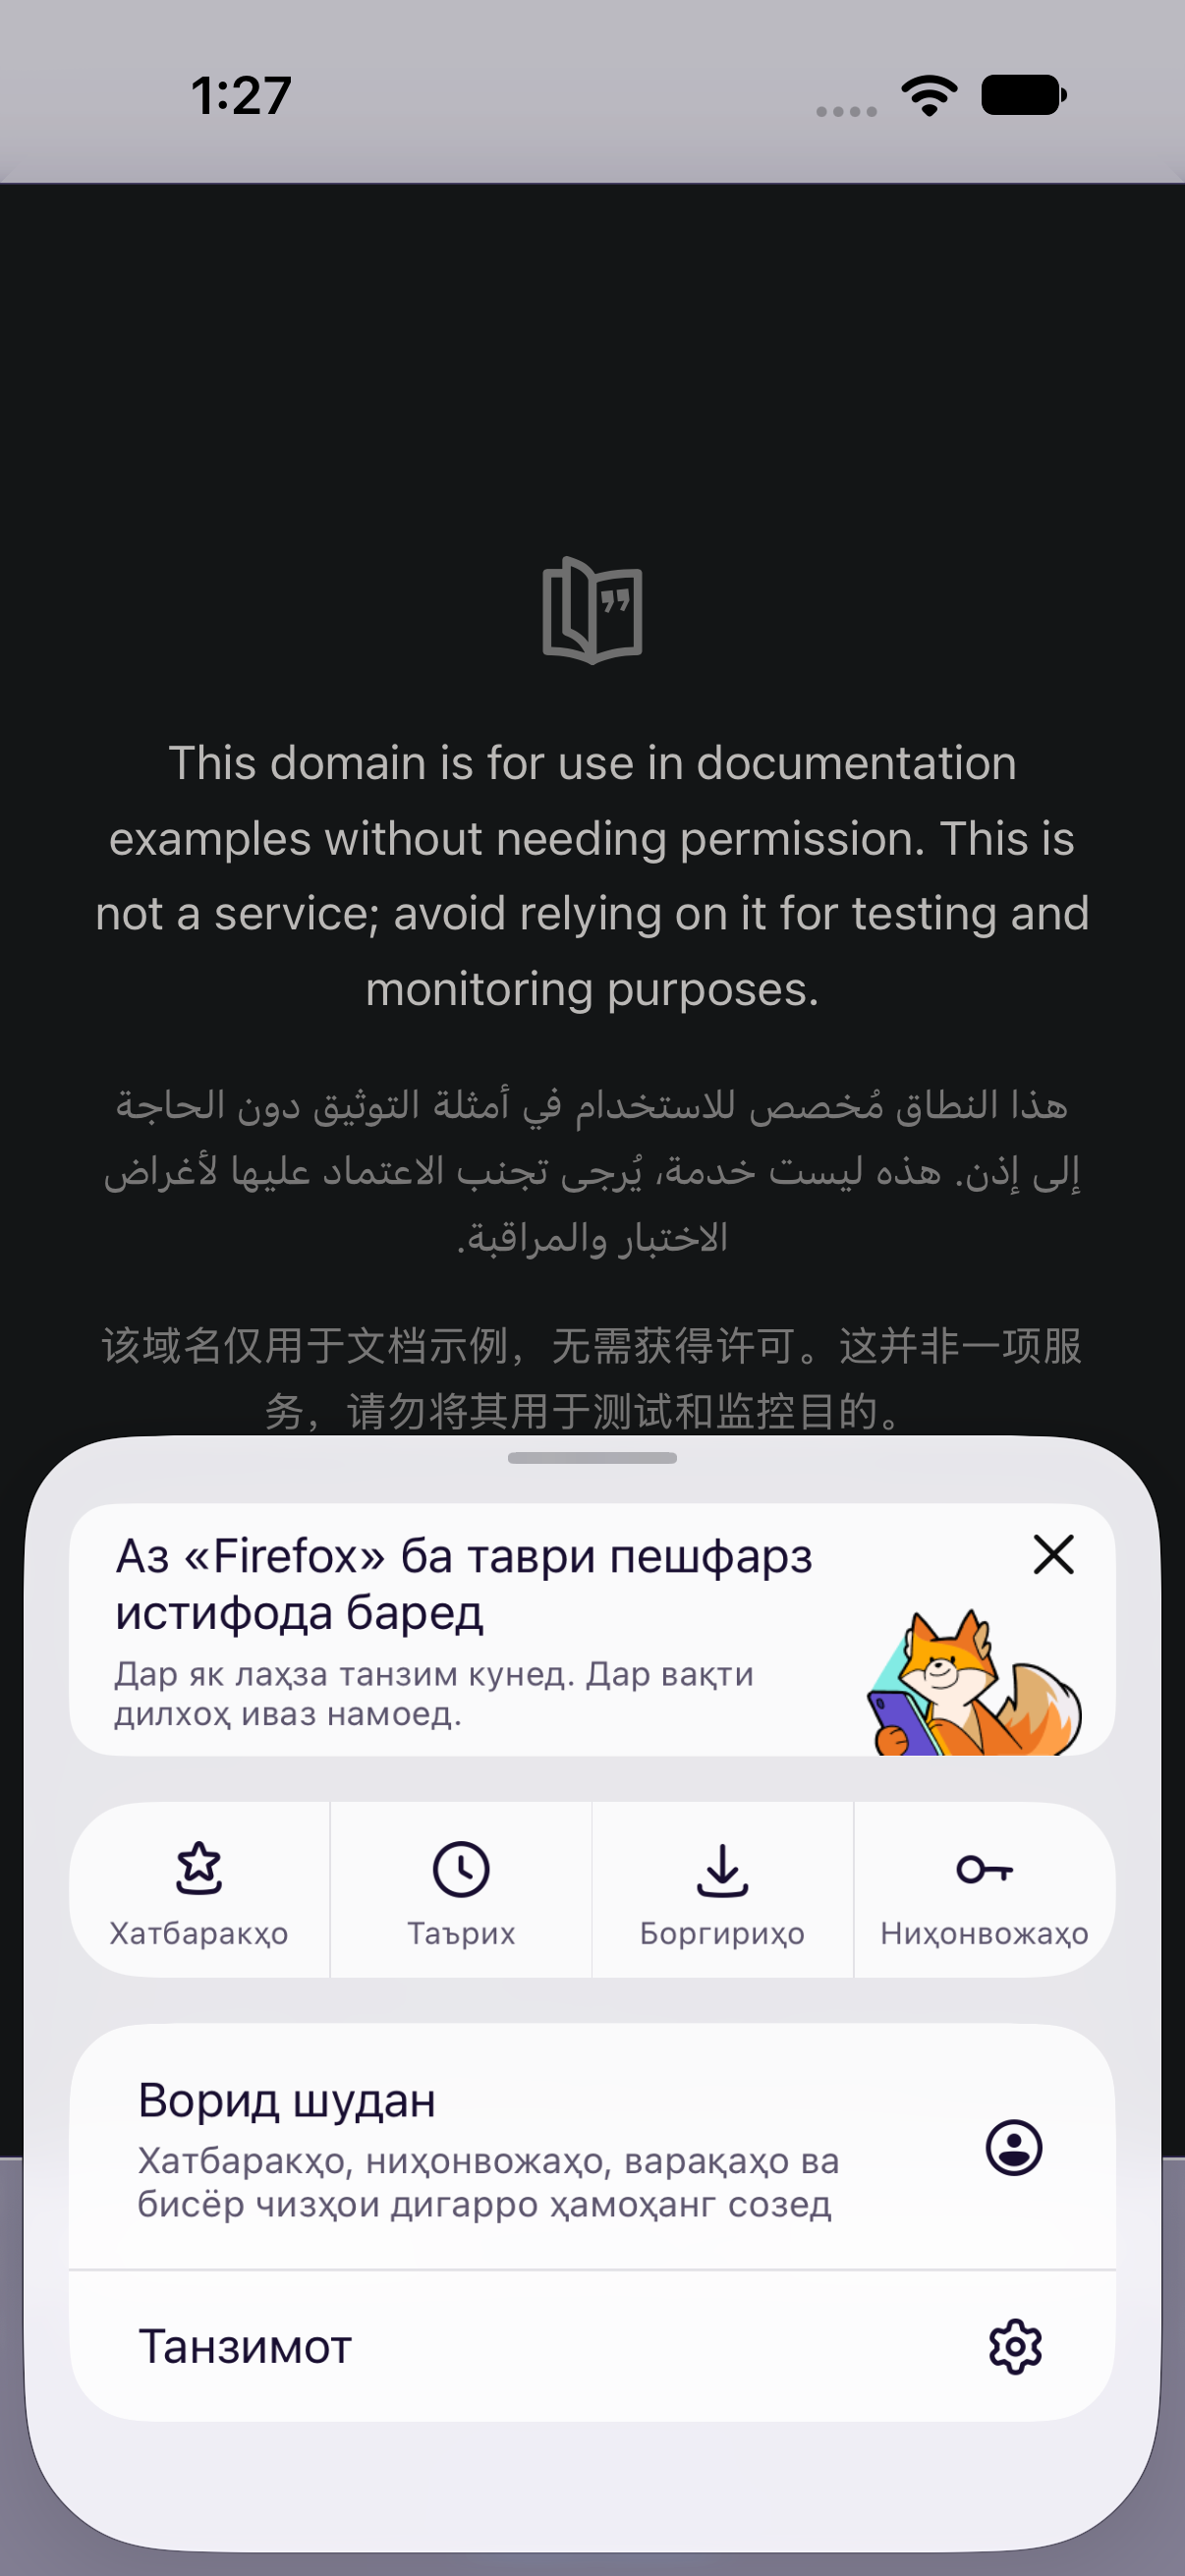 1:27
This domain is for use in documentation
examples without needing permission. This is
not a service; avoid relying on it for testing and
monitoring purposes.
هذا النطاق مُخصص للاستخدام في أمثلة التوثيق دون الحاجة
إلى إذن. هذه ليست خدمة، يُرجى تجنب الاعتماد عليها لأغراض
الاختبار والمراقبة.
该域名仅用于文档示例，无需获得许可。这并非一项服
务，请勿将其用于测试和监控目的。
Аз «Firefox» ба таври пешфарз
истифода баред
Дар як лаҳза танзим кунед. Дар вақти
дилхоҳ иваз намоед.
Хатбаракҳо
Таърих
Боргириҳо
Ниҳонвожаҳо
Ворид шудан
Хатбаракҳо, ниҳонвожаҳо, варақаҳо ва
бисёр чизҳои дигарро ҳамоҳанг созед
Танзимот